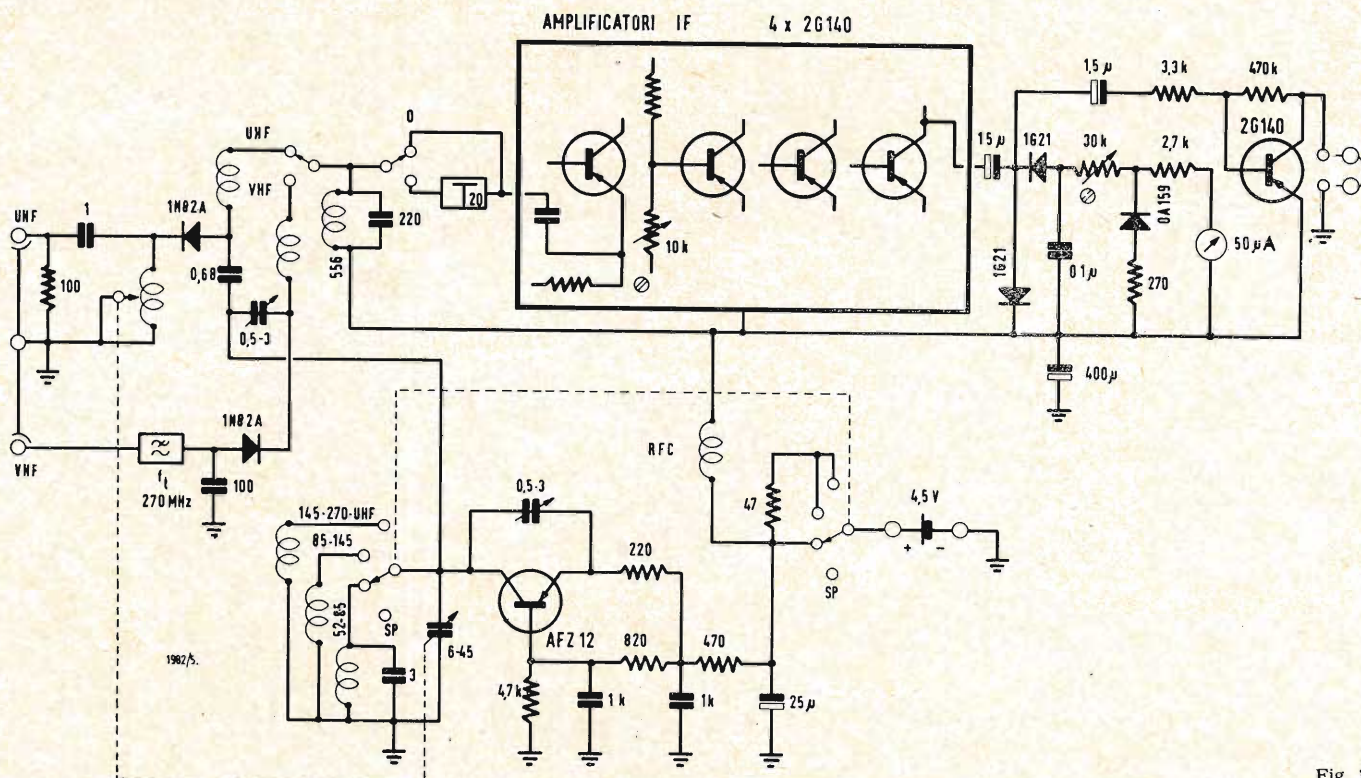 AMPLIFICATORI IF 4 x 2G140
1,5 µ
3,3 k
470 k
2G140
UHF
VHF
0
20
220
556
10 k
15 µ
1G21
30 k
2,7 k
0A159
270
50 µA
1G21
0.1 µ
400 µ
UHF
1
1N82A
100
0,68
0,5-3
VHF
1N82A
f_t
270 MHz
100
RFC
0,5-3
47
4,5 V
+ -
SP
145-270-UHF
85-145
52-85
SP
3
6-45
AFZ 12
220
820
470
4,7 k
1 k
1 k
25 µ
1982/5.
Fig.